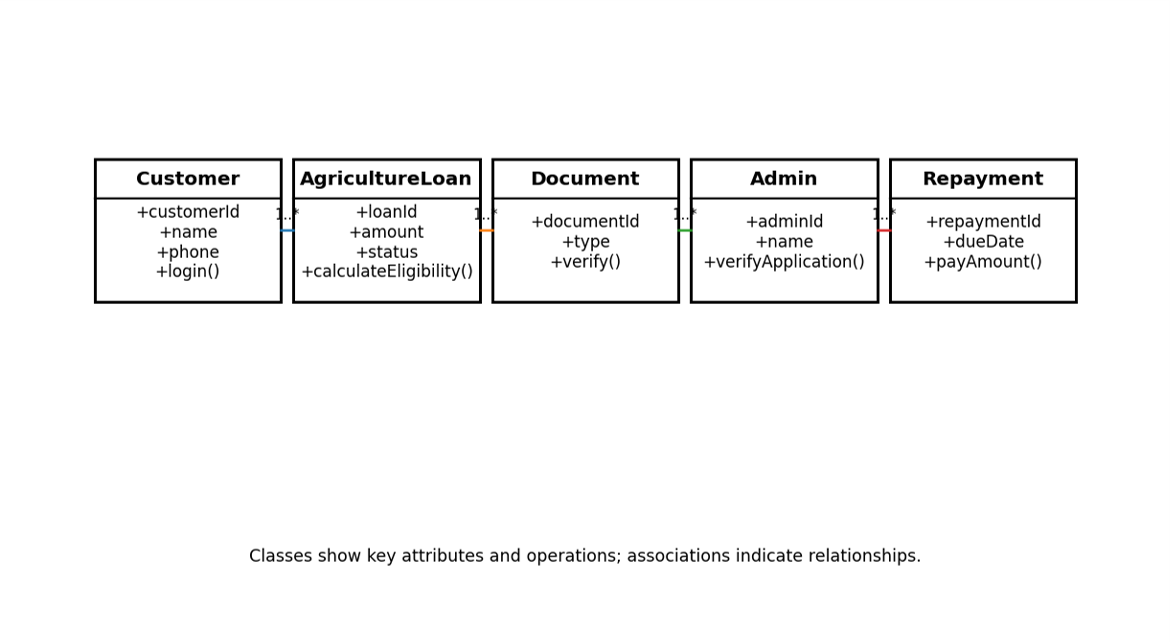 Customer
+customerId
+name
+phone
+login()
1..*
AgricultureLoan
+loanId
+amount
+status
+calculateEligibility()
1..*
Document
+documentId
+type
+verify()
1..*
Admin
+adminId
+name
+verifyApplication()
1..*
Repayment
+repaymentId
+dueDate
+payAmount()
Classes show key attributes and operations; associations indicate relationships.